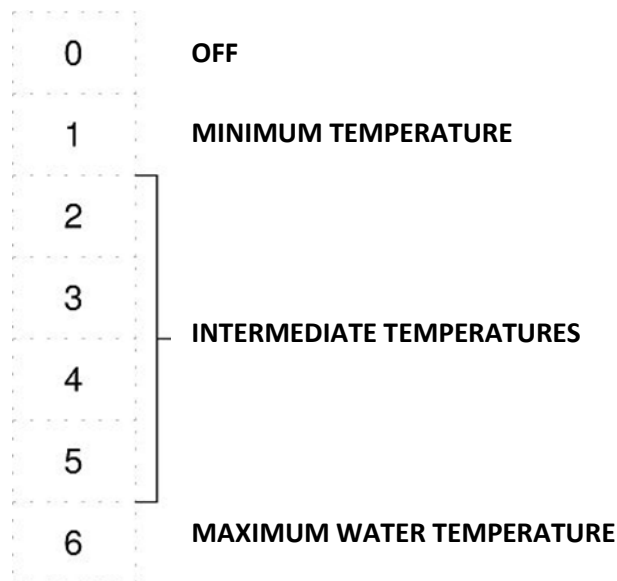 0 OFF
1 MINIMUM TEMPERATURE
2
3
INTERMEDIATE TEMPERATURES
4
5
6 MAXIMUM WATER TEMPERATURE